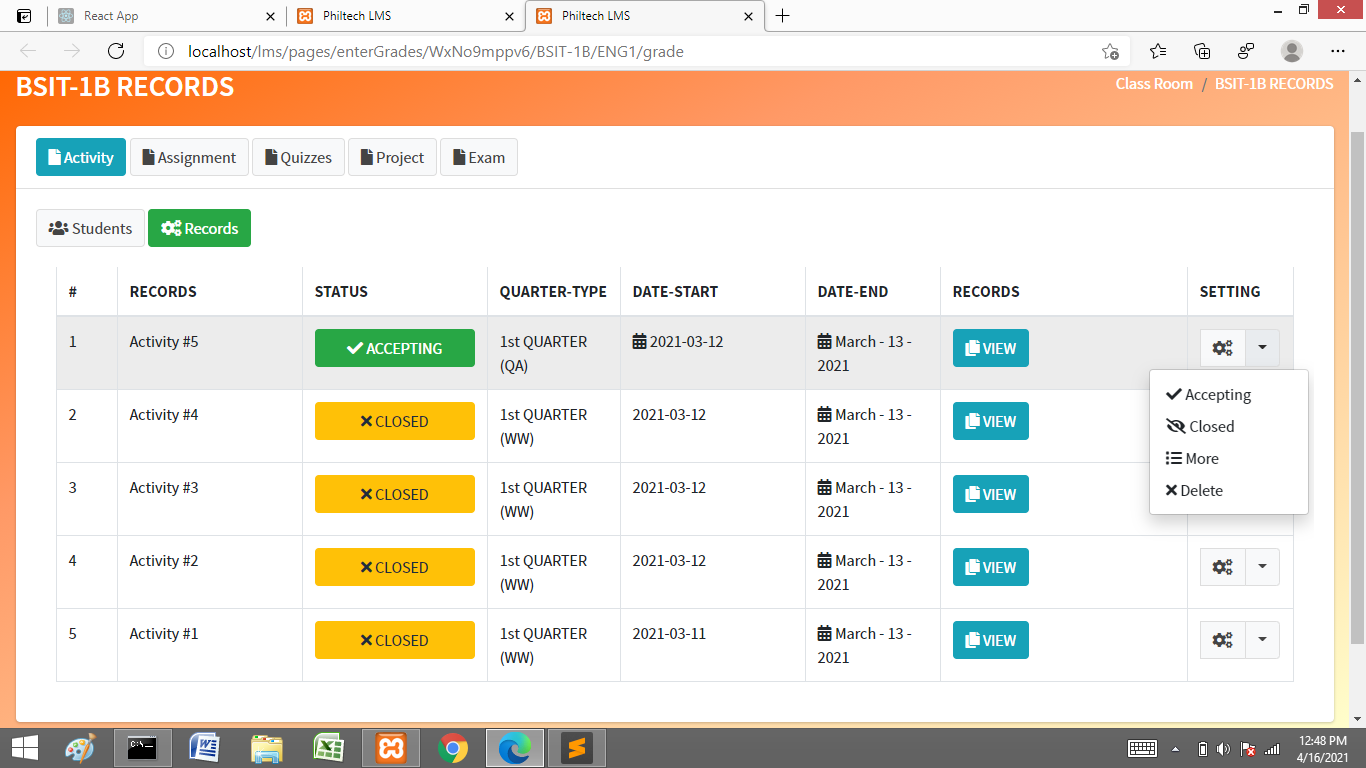 React App
Philtech LMS
Philtech LMS
localhost/lms/pages/enterGrades/WxNo9mppv6/BSIT-1B/ENG1/grade
BSIT-1B RECORDS
Class Room / BSIT-1B RECORDS
Activity
Assignment
Quizzes
Project
Exam
Students
Records
# RECORDS STATUS QUARTER-TYPE DATE-START DATE-END RECORDS SETTING
1 Activity #5 ACCEPTING 1st QUARTER 2021-03-12 March - 13 - VIEW
(QA) 2021
Accepting
Closed
More
Delete
2 Activity #4 CLOSED 1st QUARTER 2021-03-12 March - 13 - VIEW
(WW) 2021
3 Activity #3 CLOSED 1st QUARTER 2021-03-12 March - 13 - VIEW
(WW) 2021
4 Activity #2 CLOSED 1st QUARTER 2021-03-12 March - 13 - VIEW
(WW) 2021
5 Activity #1 CLOSED 1st QUARTER 2021-03-11 March - 13 - VIEW
(WW) 2021
12:48 PM
4/16/2021